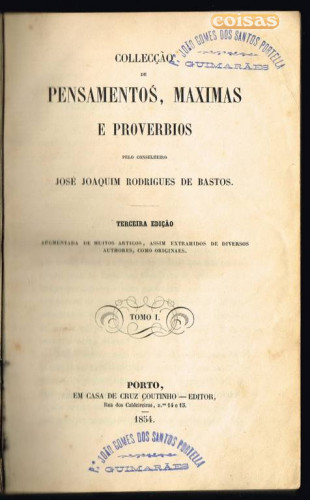 coisas
P.e JOÃO GOMES DOS SANTOS PORTELLA
GUIMARÃES
COLLECÇÃO
DE
PENSAMENTOS, MAXIMAS
E PROVERBIOS
PELO CONSELHEIRO
JOSÉ JOAQUIM RODRIGUES DE BASTOS.
TERCEIRA EDIÇÃO
AUGMENTADA DE MUITOS ARTIGOS, ASSIM EXTRAHIDOS DE DIVERSOS
AUTHORES, COMO ORIGINAES.
TOMO I.
PORTO,
EM CASA DE CRUZ COUTINHO — EDITOR,
Rua dos Caldeireiros, n.os 14 e 15.
1854.
P.e JOÃO GOMES DOS SANTOS PORTELLA
GUIMARÃES